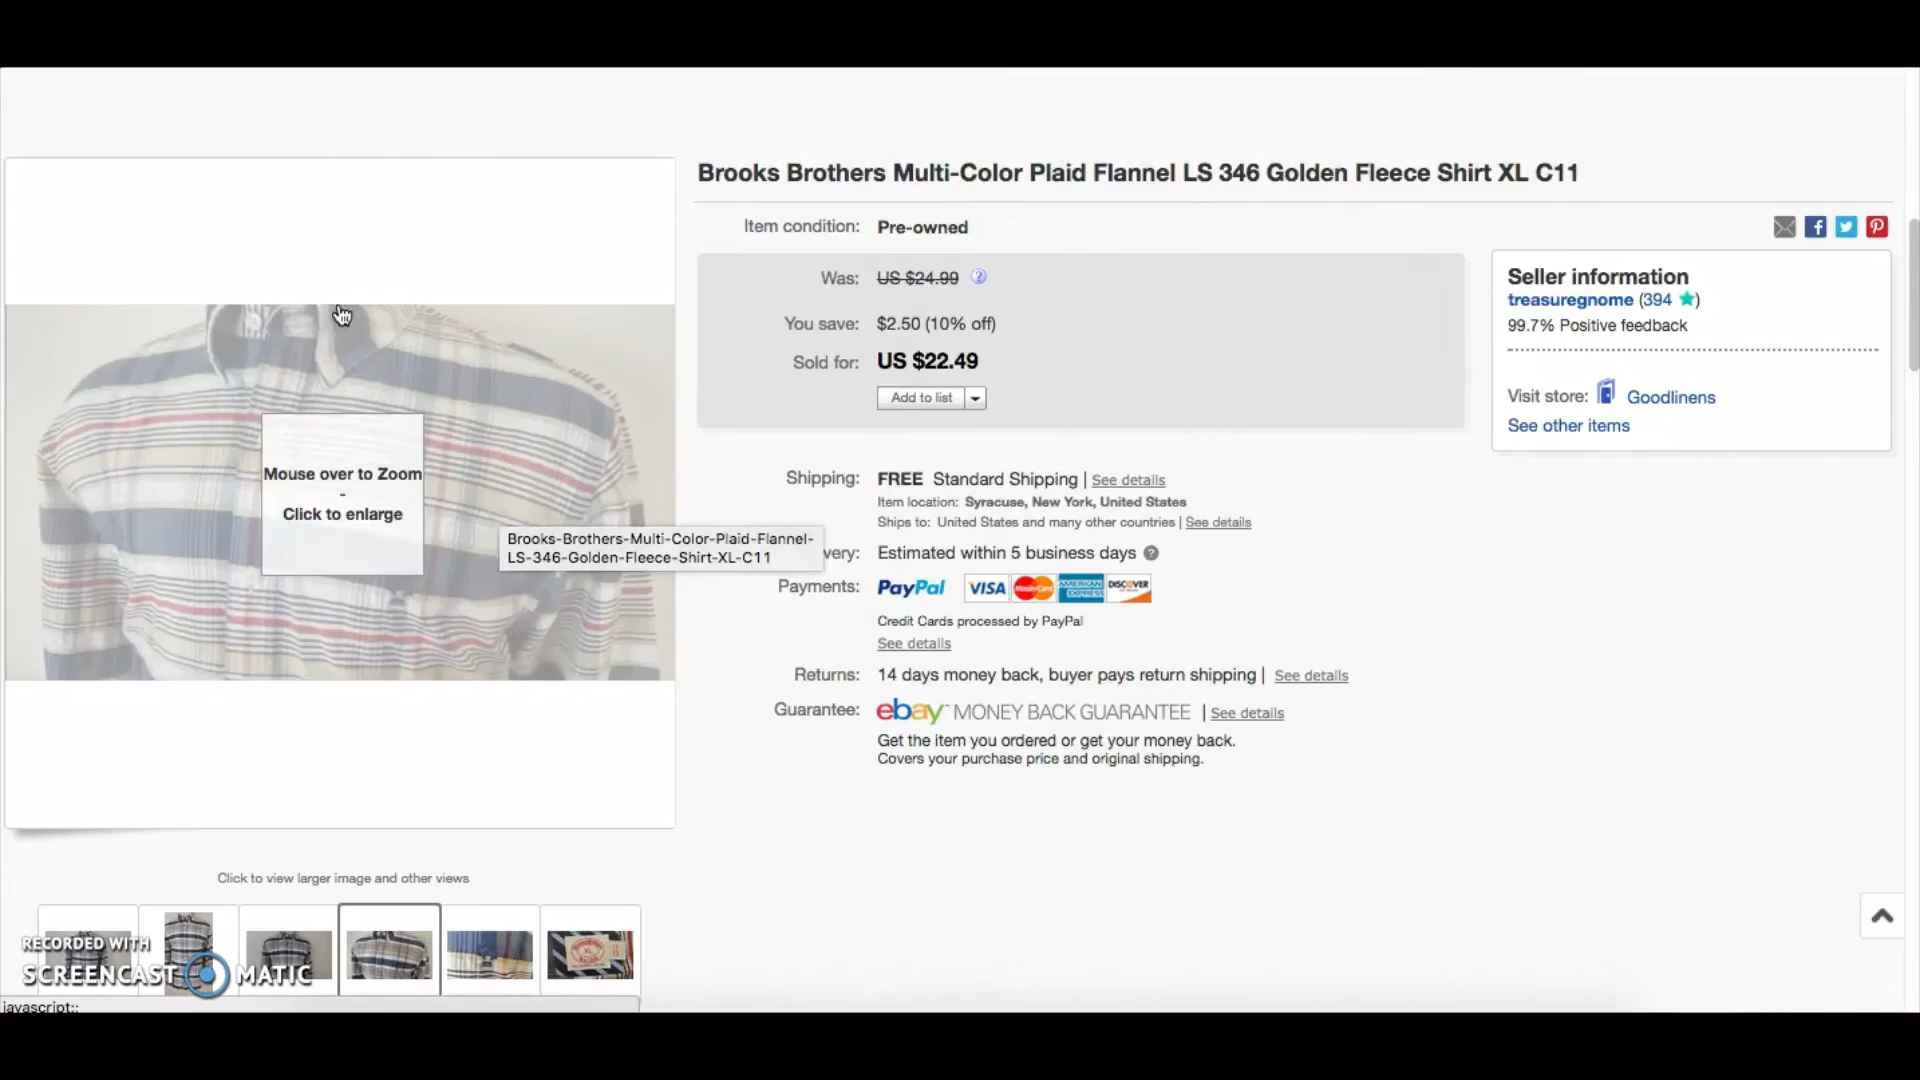 Brooks Brothers Multi-Color Plaid Flannel LS 346 Golden Fleece Shirt XL C11
Item condition: Pre-owned
Was: US $24.99
You save: $2.50 (10% off)
Sold for: US $22.49
Add to list
Seller information
treasuregnome (394)
99.7% Positive feedback
Visit store: Goodlinens
See other items
Mouse over to Zoom
-
Click to enlarge
Brooks-Brothers-Multi-Color-Plaid-Flannel-
LS-346-Golden-Fleece-Shirt-XL-C11
Shipping: FREE Standard Shipping | See details
Item location: Syracuse, New York, United States
Ships to: United States and many other countries | See details
very: Estimated within 5 business days
Payments: PayPal VISA MasterCard AMERICAN EXPRESS DISCOVER
Credit Cards processed by PayPal
See details
Returns: 14 days money back, buyer pays return shipping | See details
Guarantee: ebay MONEY BACK GUARANTEE | See details
Get the item you ordered or get your money back.
Covers your purchase price and original shipping.
Click to view larger image and other views
RECORDED WITH
SCREENCAST MATIC
javascript:;